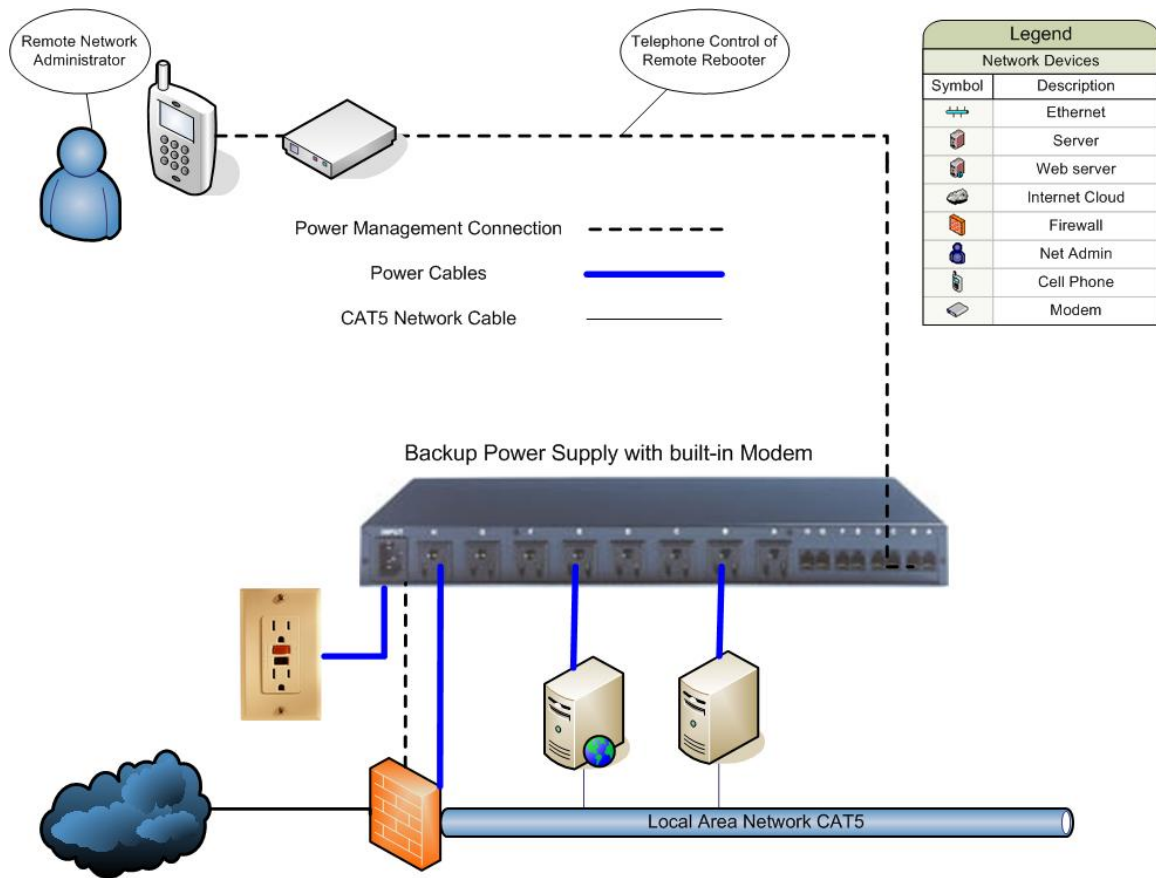 Remote Network
Administrator
Telephone Control of
Remote Rebooter
Legend
Network Devices
Symbol Description
Ethernet
Server
Web server
Internet Cloud
Firewall
Net Admin
Cell Phone
Modem
Power Management Connection
Power Cables
CAT5 Network Cable
Backup Power Supply with built-in Modem
INPUT
Local Area Network CAT5